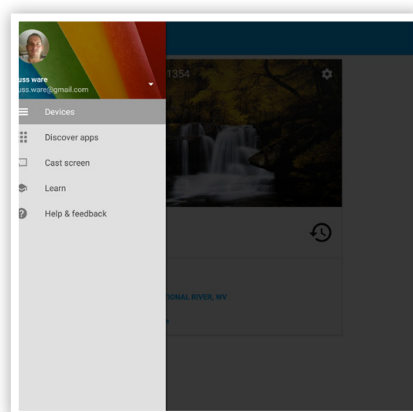 uss ware
uss.ware@gmail.com
1354
Devices
Discover apps
Cast screen
Learn
Help & feedback
IONAL RIVER, WV